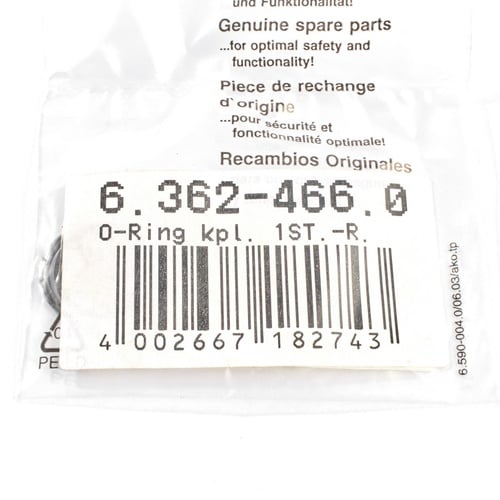 und Funktionalität!
Genuine spare parts
...for optimal safety and
functionality!
Piece de rechange
d`origine
...pour sécurité et
fonctionnalité optimale!
Recambios Originales
6.362-466.0
O-Ring kpl. 1ST.-R.
4 002667 182743
6.590-004.0/06.03/ako.tp